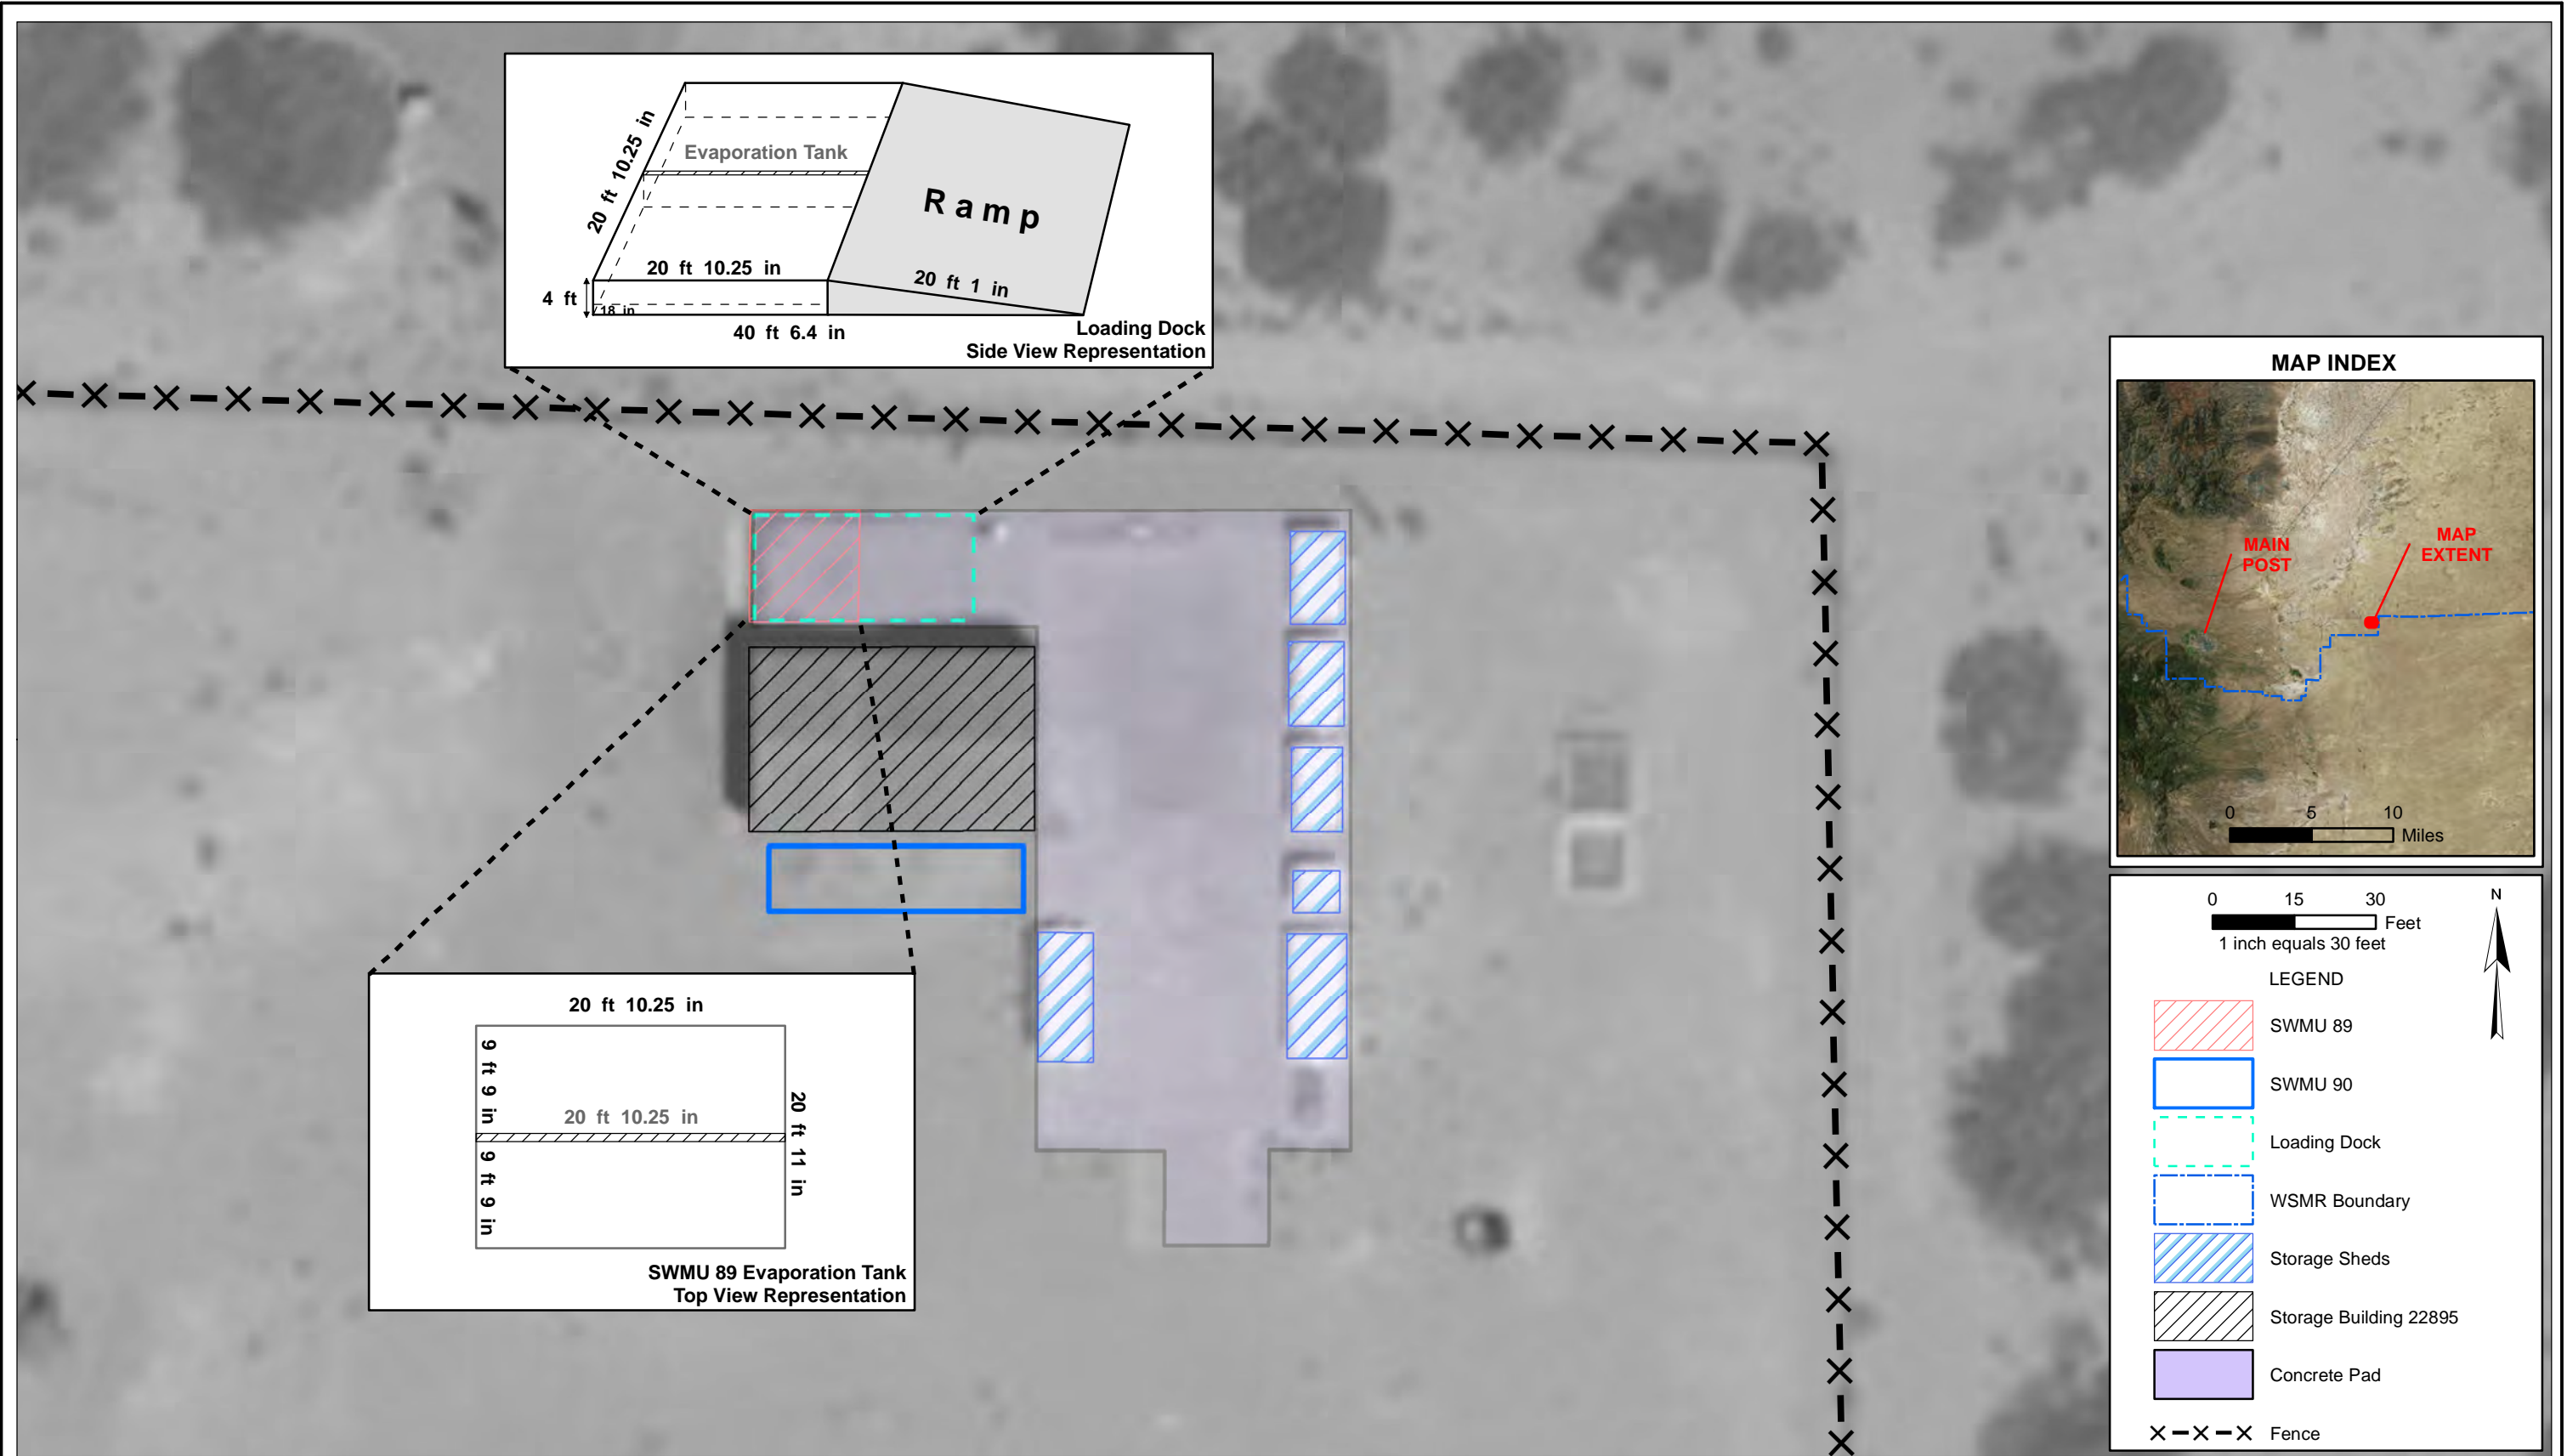 20 ft 10.25 in
Evaporation Tank
Ramp
20 ft 10.25 in
20 ft 1 in
4 ft
18 in
40 ft 6.4 in
Loading Dock
Side View Representation
MAP INDEX
MAIN
POST
MAP
EXTENT
0 5 10
Miles
0 15 30
Feet
1 inch equals 30 feet
N
LEGEND
SWMU 89
SWMU 90
Loading Dock
WSMR Boundary
Storage Sheds
Storage Building 22895
Concrete Pad
Fence
20 ft 10.25 in
9 ft 9 in
20 ft 10.25 in
9 ft 9 in
20 ft 11 in
SWMU 89 Evaporation Tank
Top View Representation